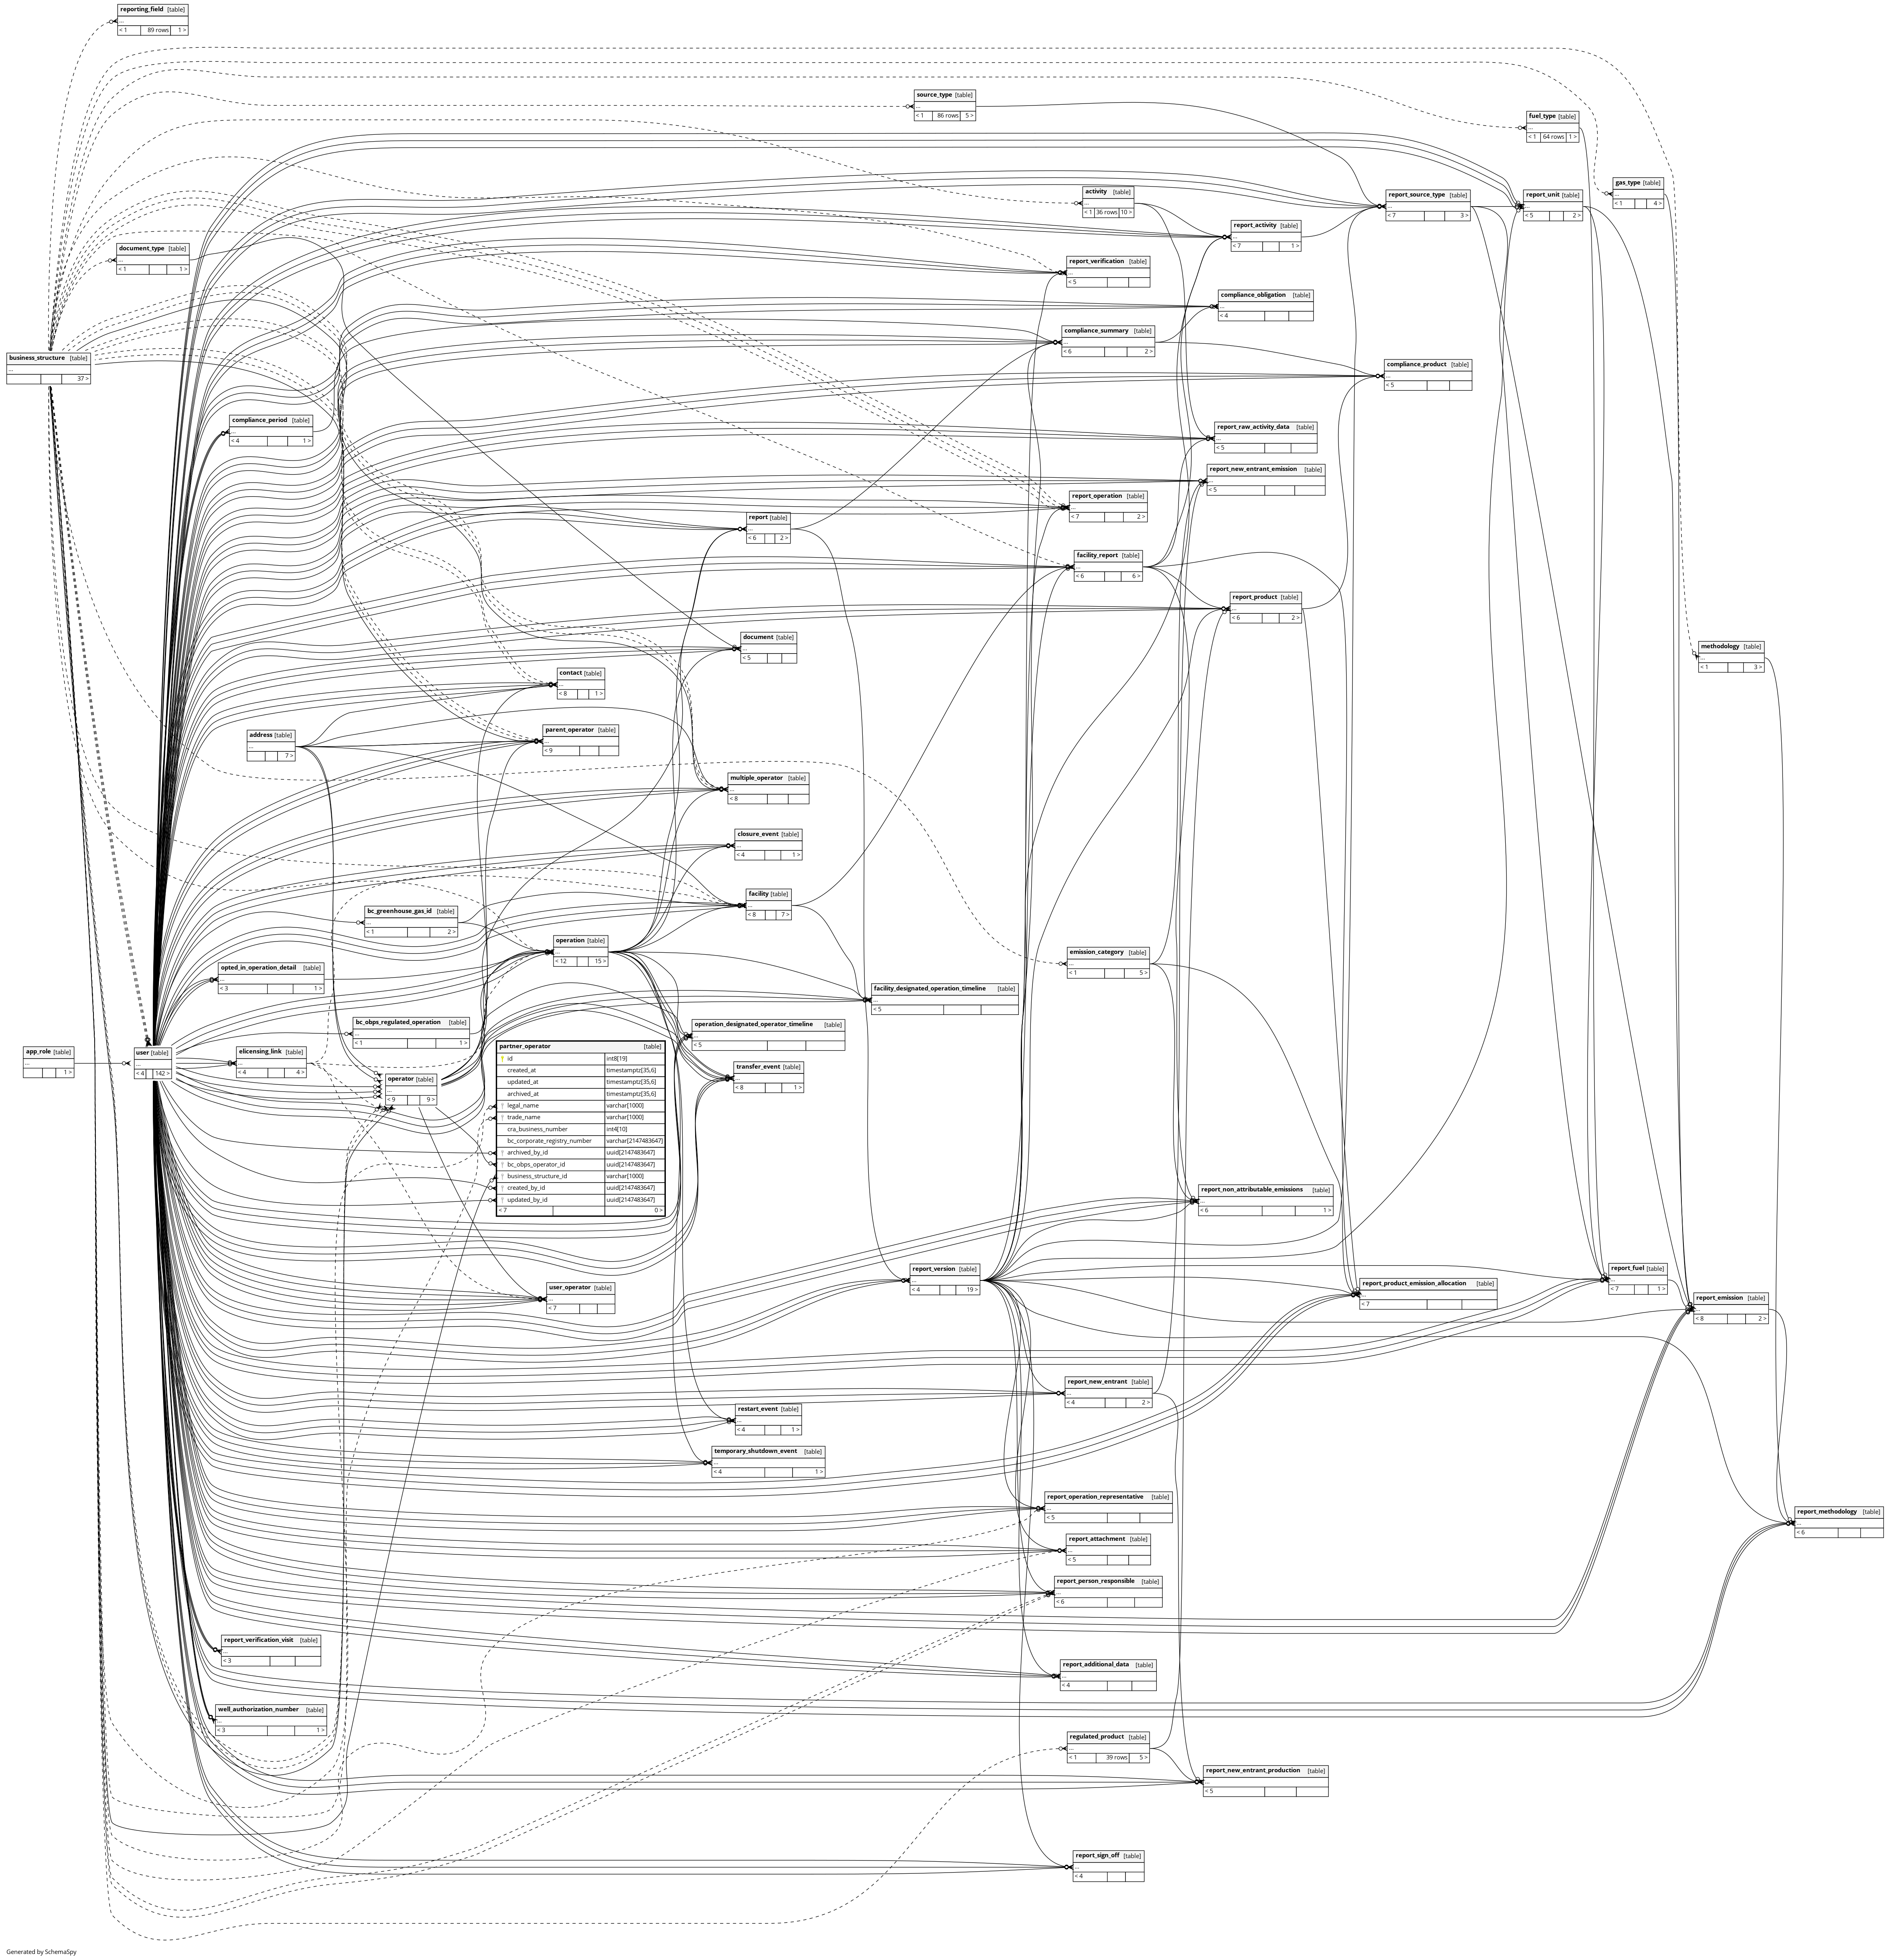 reporting_field [table]
...
< 1 89 rows 1 >
source_type [table]
...
< 1 86 rows 5 >
fuel_type [table]
...
< 1 64 rows 1 >
gas_type [table]
...
< 1 4 >
activity [table]
...
< 1 36 rows 10 >
report_source_type [table]
...
< 7 3 >
report_unit [table]
...
< 5 2 >
report_activity [table]
...
< 7 1 >
document_type [table]
...
< 1 1 >
report_verification [table]
...
< 5
compliance_obligation [table]
...
< 4
compliance_summary [table]
...
< 6 2 >
business_structure [table]
...
37 >
compliance_product [table]
...
< 5
compliance_period [table]
...
< 4 1 >
report_raw_activity_data [table]
...
< 5
report_new_entrant_emission [table]
...
< 5
report_operation [table]
...
< 7 2 >
report [table]
...
< 6 2 >
facility_report [table]
...
< 6 6 >
report_product [table]
...
< 6 2 >
document [table]
...
< 5
methodology [table]
...
< 1 3 >
contact [table]
...
< 8 1 >
address [table]
...
7 >
parent_operator [table]
...
< 9
multiple_operator [table]
...
< 8
closure_event [table]
...
< 4 1 >
facility [table]
...
< 8 7 >
bc_greenhouse_gas_id [table]
...
< 1 2 >
operation [table]
...
< 12 15 >
emission_category [table]
...
< 1 5 >
opted_in_operation_detail [table]
...
< 3 1 >
facility_designated_operation_timeline [table]
...
< 5
bc_obps_regulated_operation [table]
...
< 1 1 >
operation_designated_operator_timeline [table]
...
< 5
app_role [table]
...
1 >
user [table]
...
< 4 142 >
elicensing_link [table]
...
< 4 4 >
operator [table]
...
< 9 9 >
partner_operator [table]
id int8[19]
created_at timestamptz[35,6]
updated_at timestamptz[35,6]
archived_at timestamptz[35,6]
legal_name varchar[1000]
trade_name varchar[1000]
cra_business_number int4[10]
bc_corporate_registry_number varchar[2147483647]
archived_by_id uuid[2147483647]
bc_obps_operator_id uuid[2147483647]
business_structure_id varchar[1000]
created_by_id uuid[2147483647]
updated_by_id uuid[2147483647]
< 7 0 >
transfer_event [table]
...
< 8 1 >
report_non_attributable_emissions [table]
...
< 6 1 >
user_operator [table]
...
< 7
report_version [table]
...
< 4 19 >
report_product_emission_allocation [table]
...
< 7
report_fuel [table]
...
< 7 1 >
report_emission [table]
...
< 8 2 >
report_new_entrant [table]
...
< 4 2 >
restart_event [table]
...
< 4 1 >
temporary_shutdown_event [table]
...
< 4 1 >
report_operation_representative [table]
...
< 5
report_methodology [table]
...
< 6
report_attachment [table]
...
< 5
report_person_responsible [table]
...
< 6
report_verification_visit [table]
...
< 3
report_additional_data [table]
...
< 4
well_authorization_number [table]
...
< 3 1 >
regulated_product [table]
...
< 1 39 rows 5 >
report_new_entrant_production [table]
...
< 5
report_sign_off [table]
...
< 4
Generated by SchemaSpy